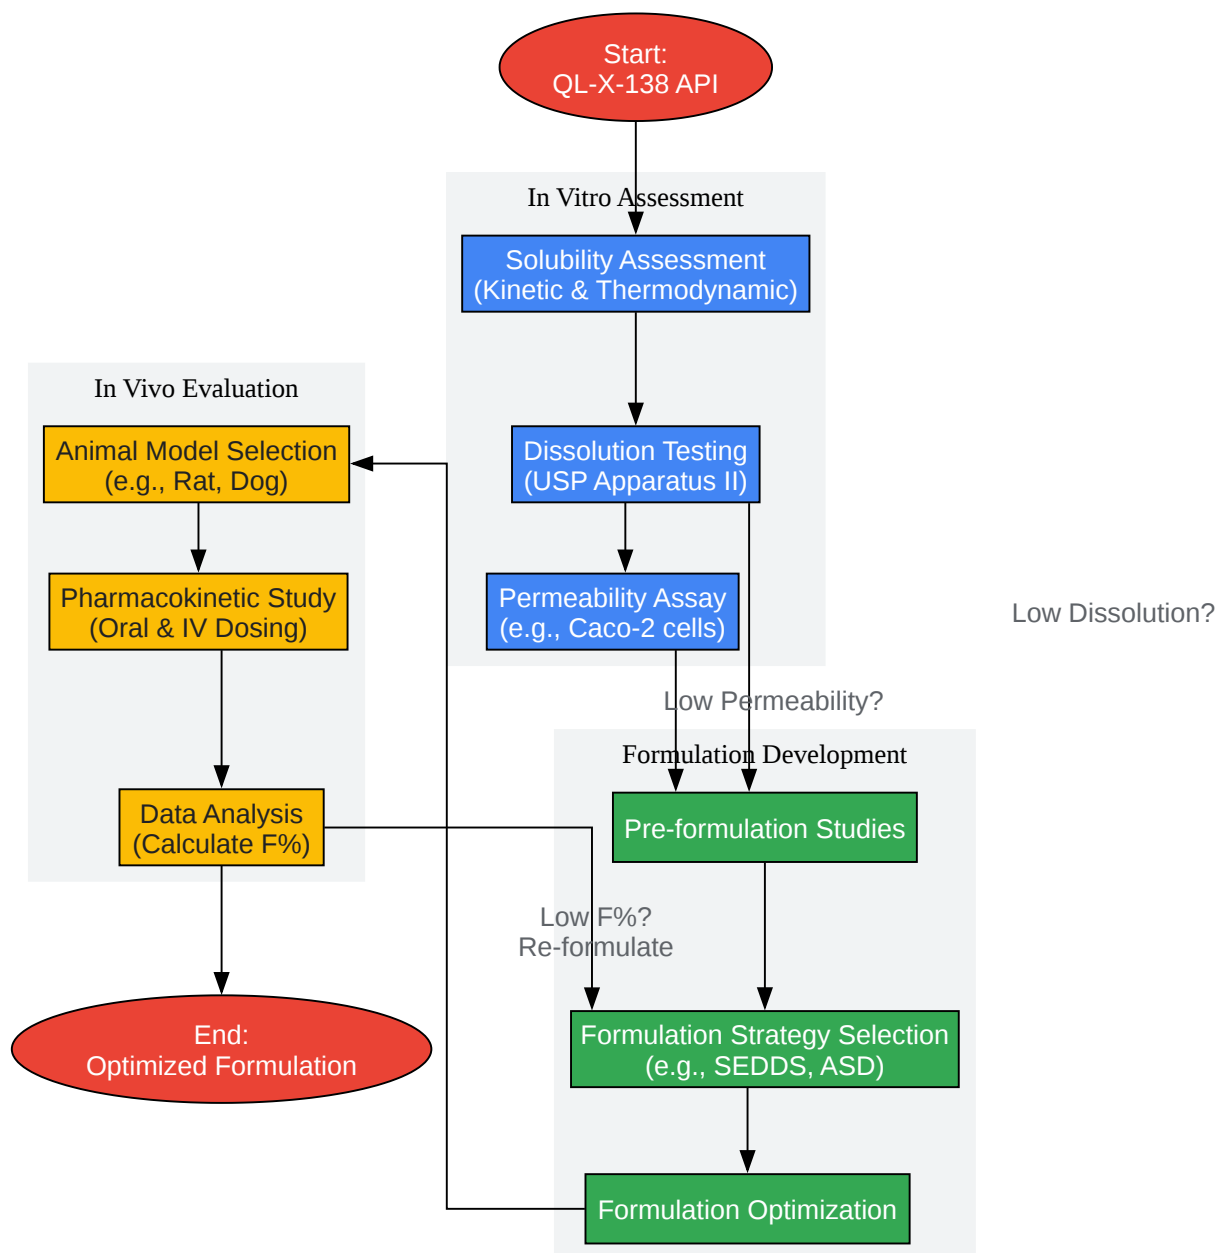 Start:
QL-X-138 API
In Vitro Assessment
Solubility Assessment
(Kinetic & Thermodynamic)
Dissolution Testing
(USP Apparatus II)
Permeability Assay
(e.g., Caco-2 cells)
Low Dissolution?
Low Permeability?
Formulation Development
Pre-formulation Studies
Formulation Strategy Selection
(e.g., SEDDS, ASD)
Formulation Optimization
In Vivo Evaluation
Animal Model Selection
(e.g., Rat, Dog)
Pharmacokinetic Study
(Oral & IV Dosing)
Data Analysis
(Calculate F%)
Low F%?
Re-formulate
End:
Optimized Formulation